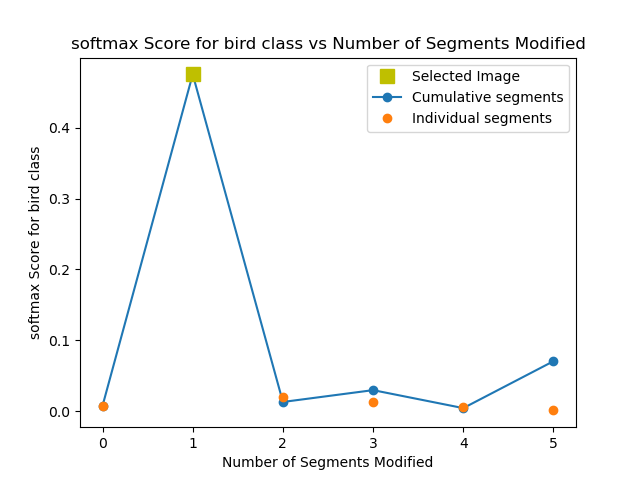 softmax Score for bird class vs Number of Segments Modified
Selected Image
Cumulative segments
Individual segments
softmax Score for bird class
0.4
0.3
0.2
0.1
0.0
0 1 2 3 4 5
Number of Segments Modified